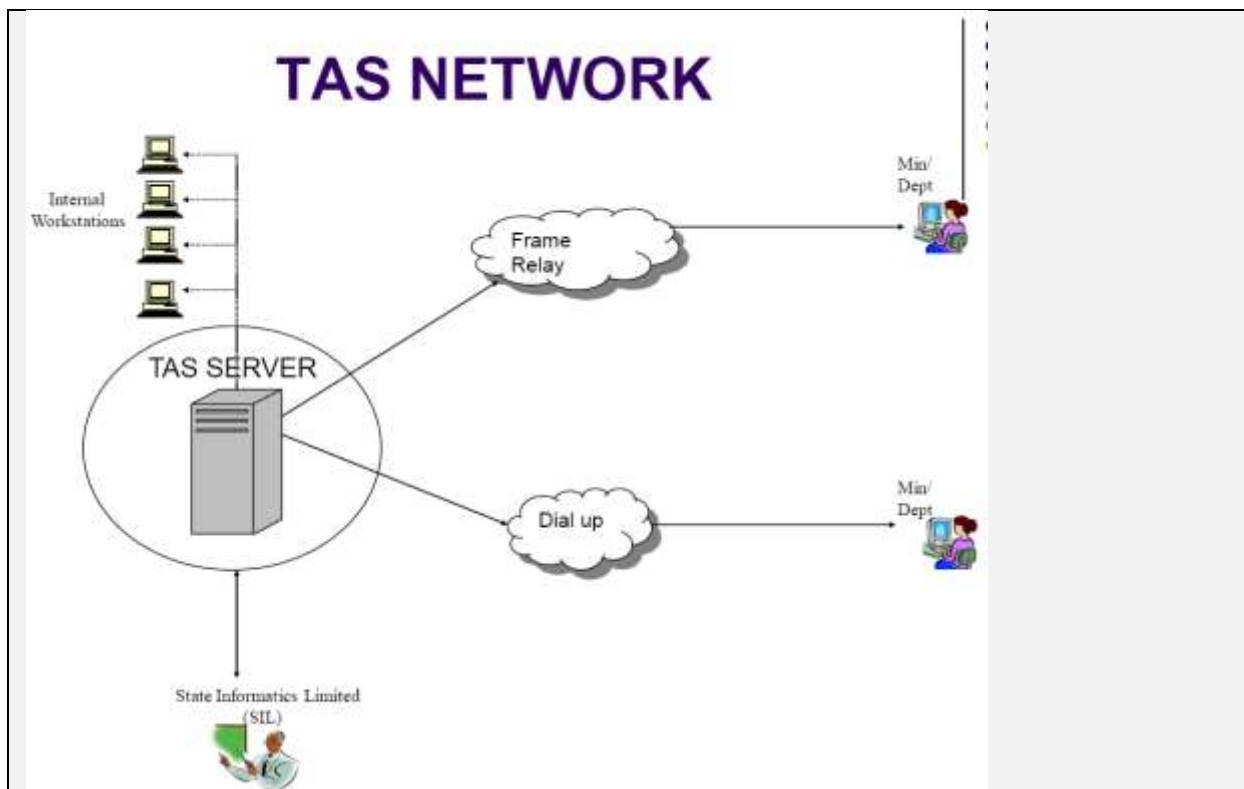 TAS NETWORK
Internal
Workstations
Frame
Relay
Min/
Dept
TAS SERVER
Dial up
Min/
Dept
State Informatics Limited
(SIL)